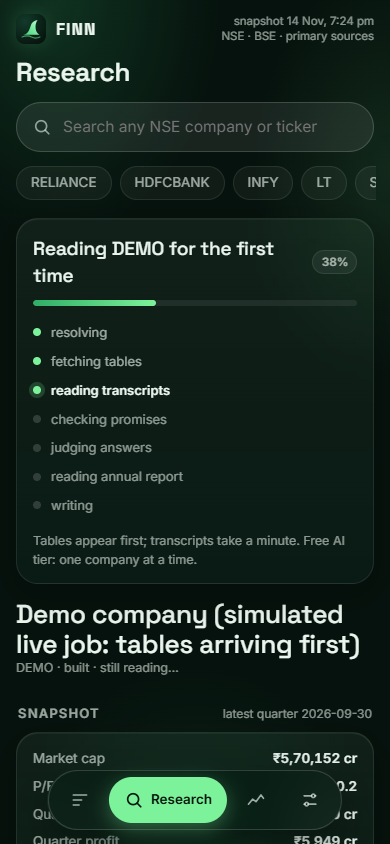 FINN
snapshot 14 Nov, 7:24 pm
NSE · BSE · primary sources
Research
Search any NSE company or ticker
RELIANCE
HDFCBANK
INFY
LT
Reading DEMO for the first
time
38%
resolving
fetching tables
reading transcripts
checking promises
judging answers
reading annual report
writing
Tables appear first; transcripts take a minute. Free AI
tier: one company at a time.
Demo company (simulated
live job: tables arriving first)
DEMO · built · still reading...
SNAPSHOT
latest quarter 2026-09-30
Market cap
₹5,70,152 cr
Research
Quarter profit
₹5,949 cr